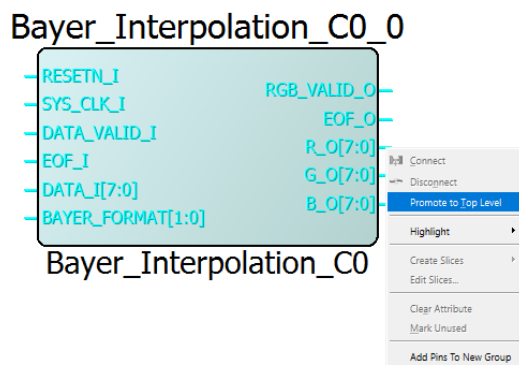 Bayer_Interpolation_C0_0
RESETN_I
SYS_CLK_I
DATA_VALID_I
EOF_I
DATA_I[7:0]
BAYER_FORMAT[1:0]
RGB_VALID_O
EOF_O
R_O[7:0]
G_O[7:0]
B_O[7:0]
Bayer_Interpolation_C0
Connect
Disconnect
Promote to Top Level
Highlight
Create Slices
Edit Slices...
Clear Attribute
Mark Unused
Add Pins To New Group